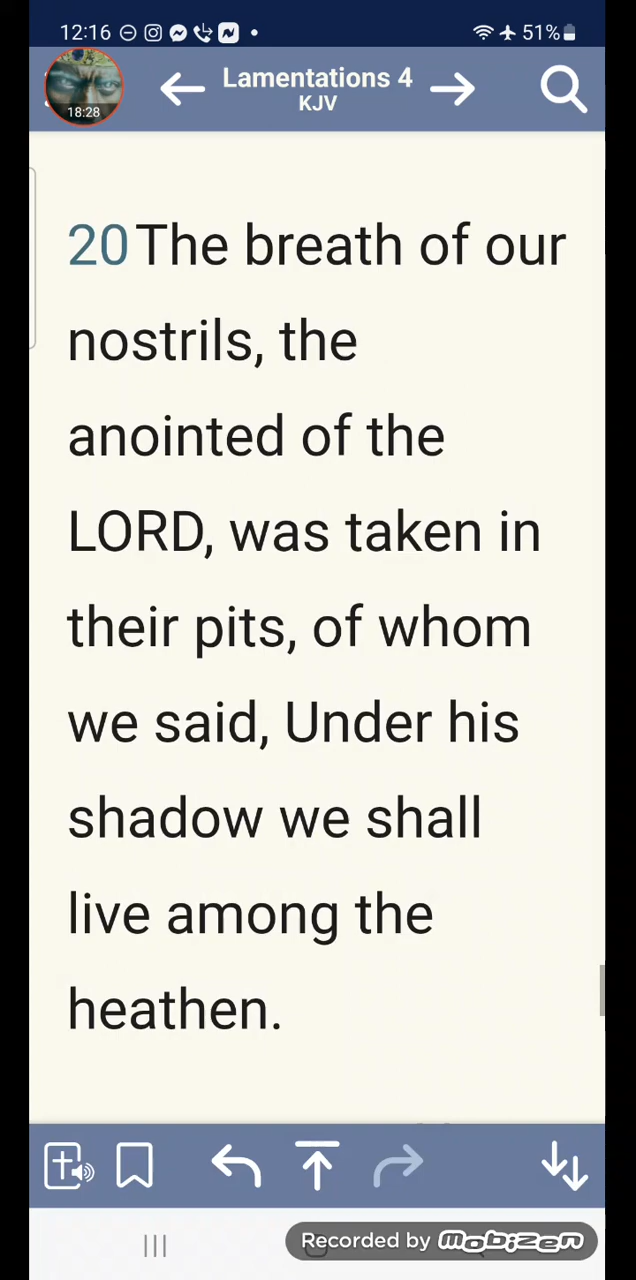 12:16 51%
18:28
Lamentations 4
KJV
20 The breath of our
nostrils, the
anointed of the
LORD, was taken in
their pits, of whom
we said, Under his
shadow we shall
live among the
heathen.
Recorded by mobizen